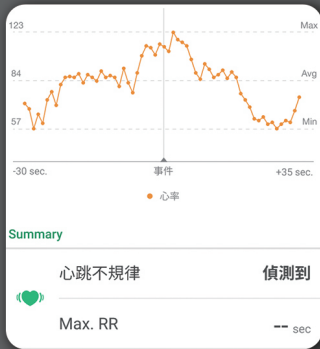 123 Max
84 Avg
57 Min
-30 sec. 事件 +35 sec.
心率
Summary
心跳不規律 偵測到
Max. RR -- sec